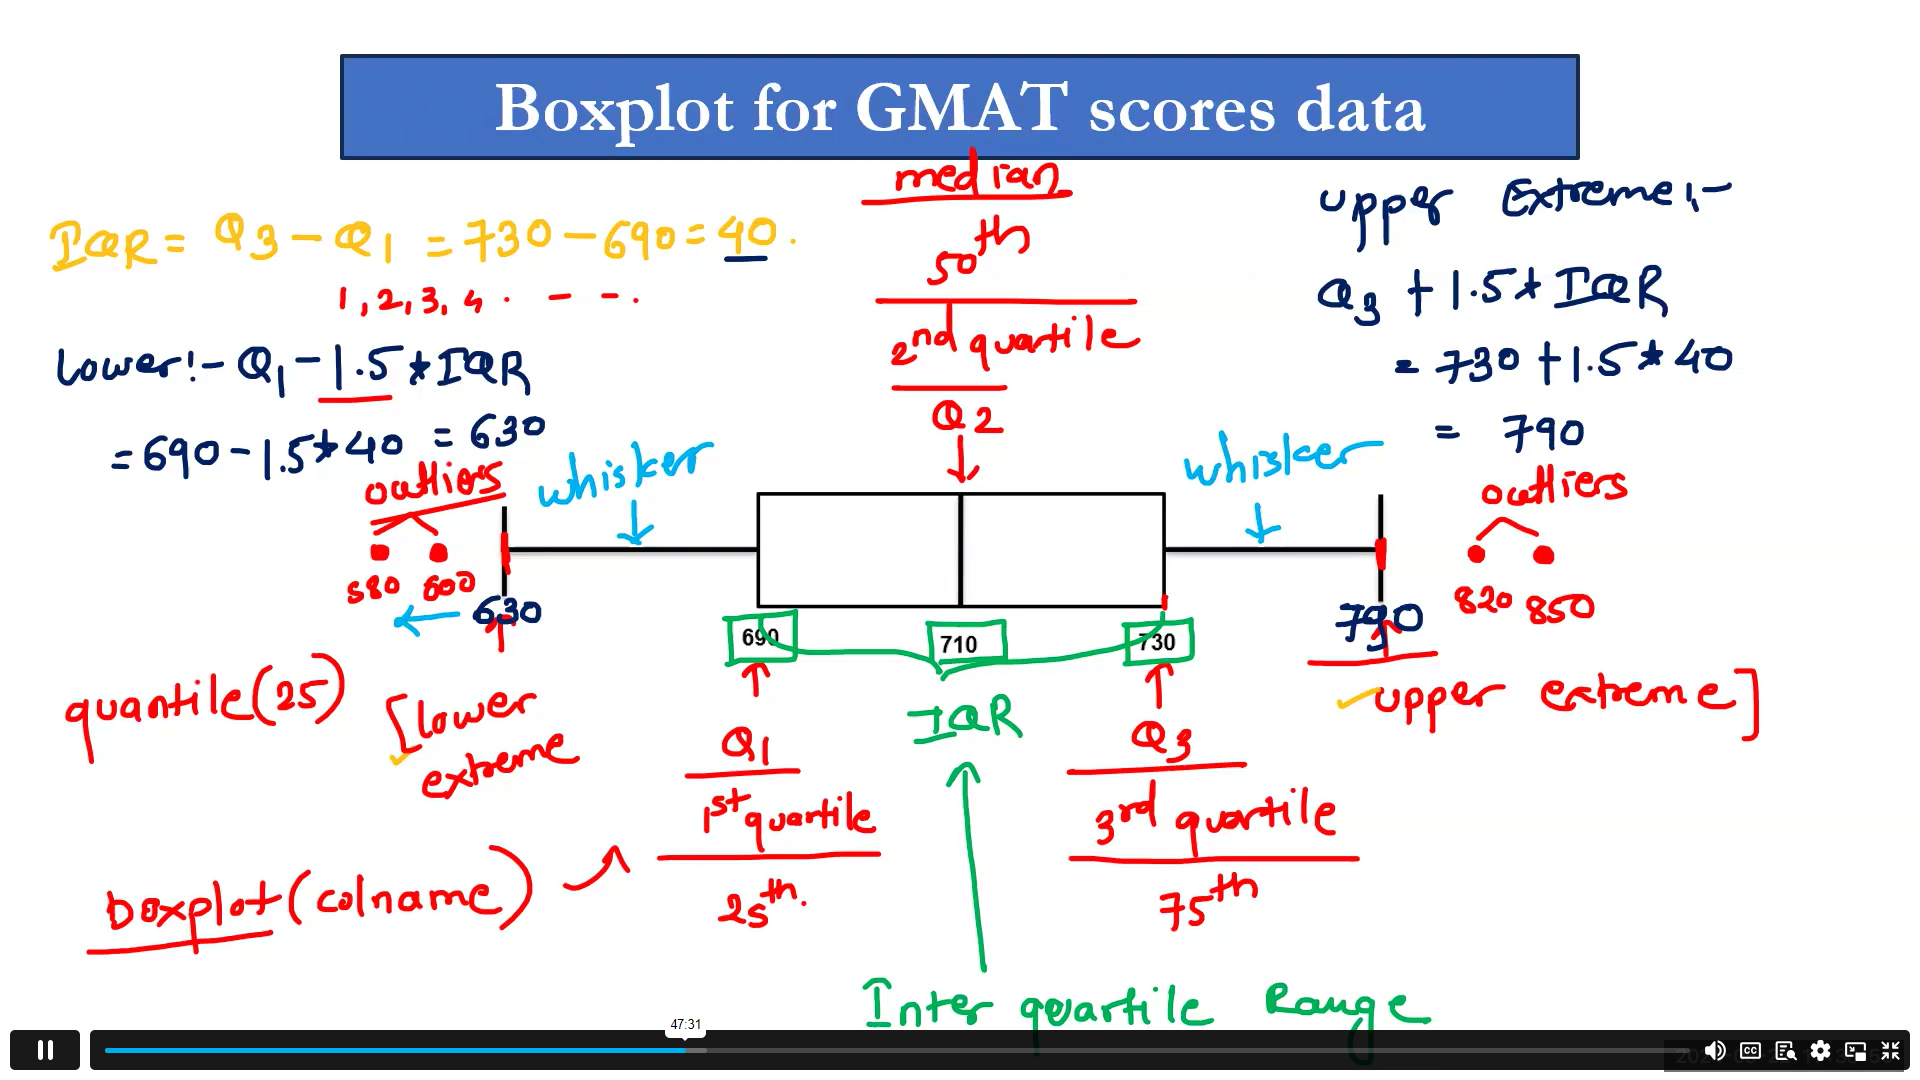 Boxplot for GMAT scores data
median
50th
2nd quartile
Q2
IQR = Q3 - Q1 = 730 - 690 = 40.
1, 2, 3, 4 . - - .
Lower:- Q1 - 1.5 * IQR
= 690 - 1.5 * 40 = 630
upper Extreme:-
Q3 + 1.5 * IQR
= 730 + 1.5 * 40
= 790
outliers
whisker
whisker
outliers
580 600
630
790
820 850
690
710
730
quantile(25)
[lower
extreme
upper extreme]
Q1
1st quartile
25th.
IQR
Q3
3rd quartile
75th
boxplot(colname)
Inter quartile Range
47:31
CC